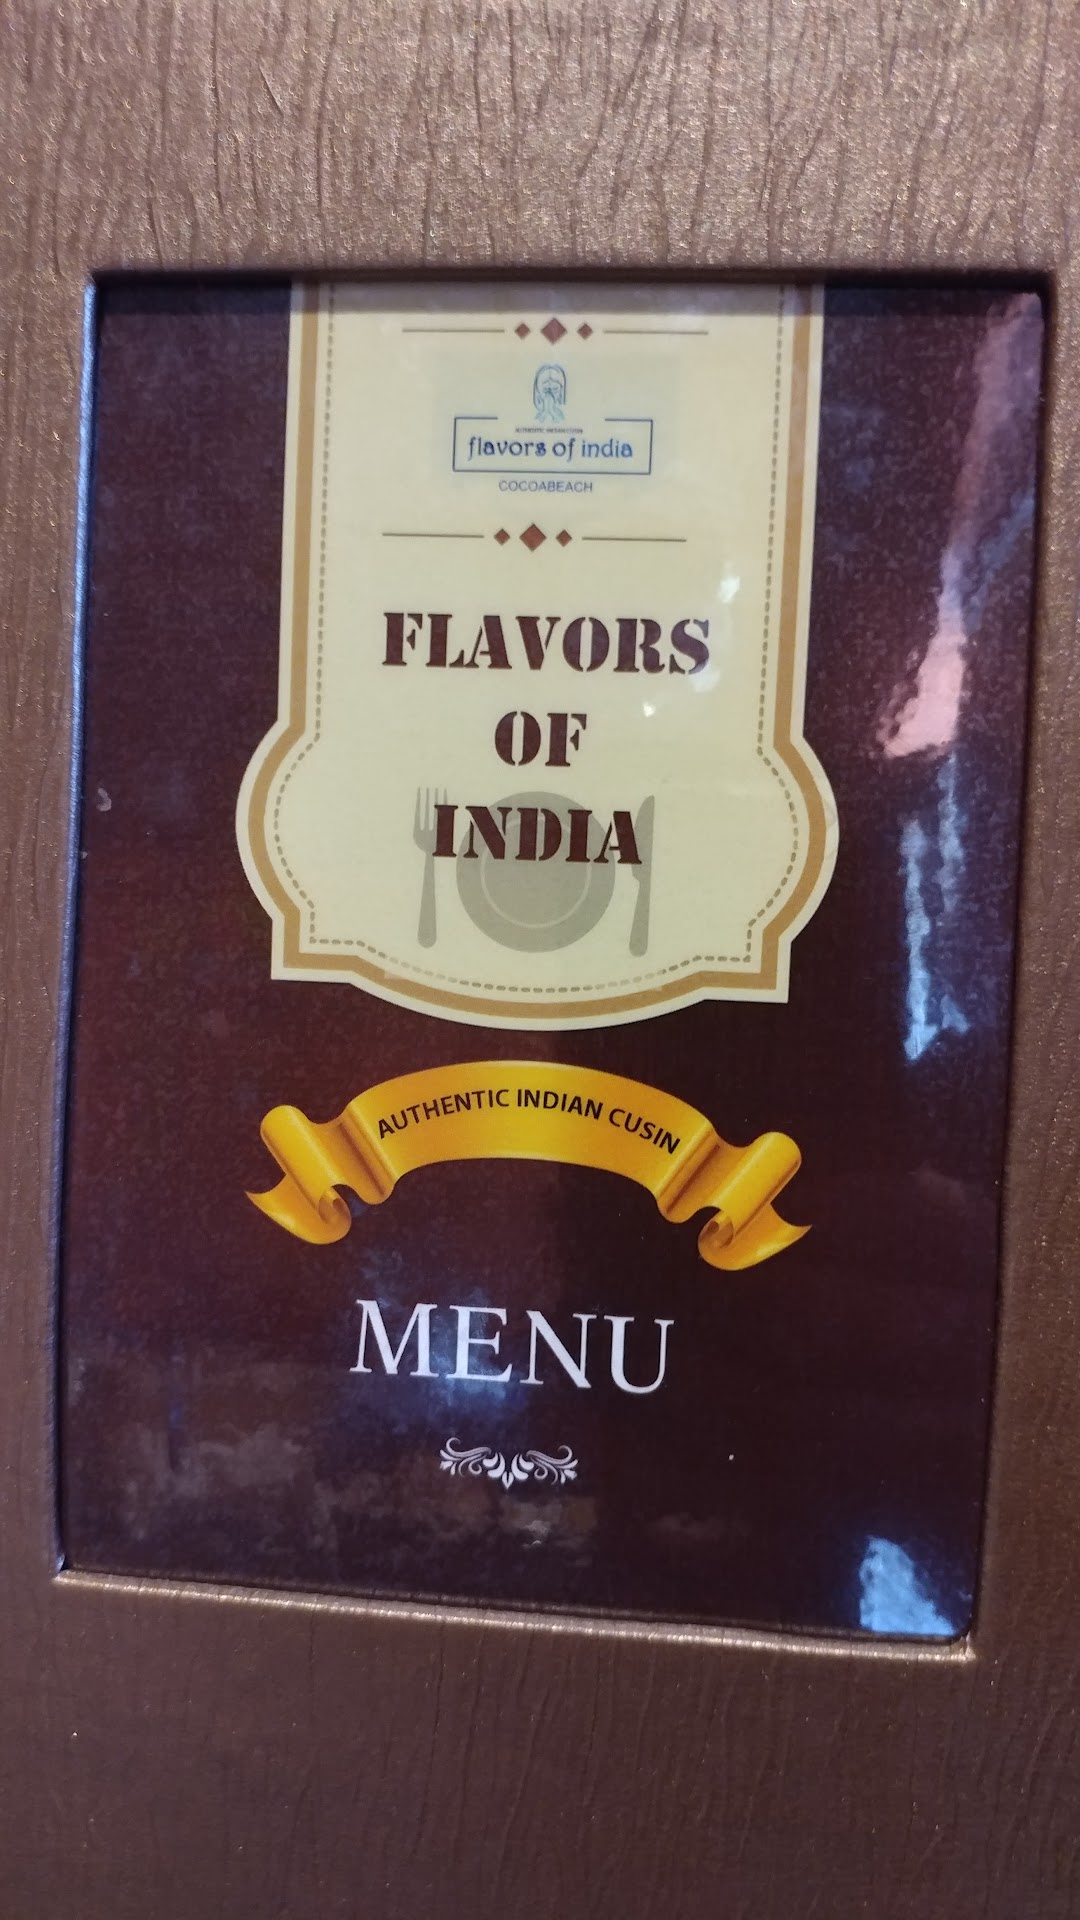 flavors of india
COCOABEACH
FLAVORS
OF
INDIA
AUTHENTIC INDIAN CUSIN
MENU